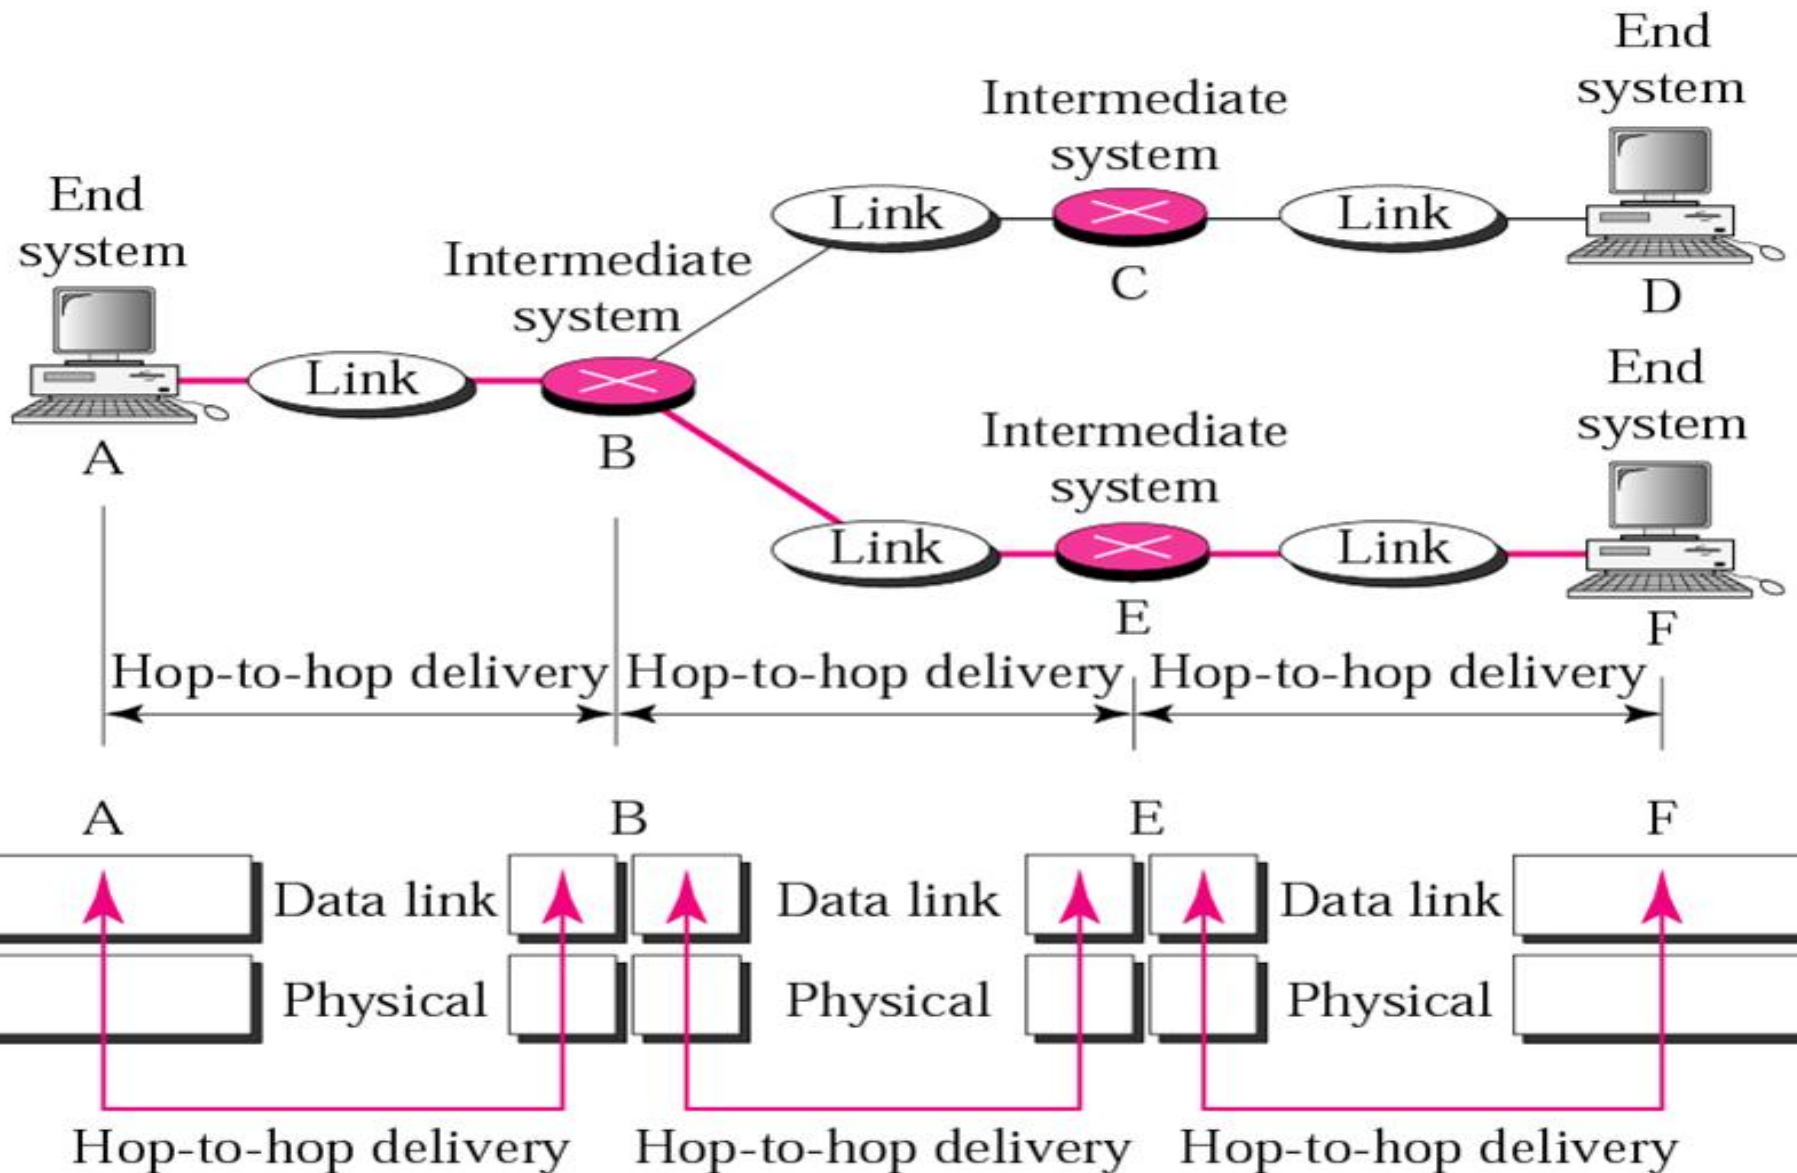 End
system
Intermediate
system
End
system
Link
Link
C
D
Intermediate
system
End
system
Link
A
B
Intermediate
system
End
system
Link
Link
E
F
Hop-to-hop delivery
Hop-to-hop delivery
Hop-to-hop delivery
A
B
E
F
Data link
Data link
Data link
Physical
Physical
Physical
Hop-to-hop delivery
Hop-to-hop delivery
Hop-to-hop delivery